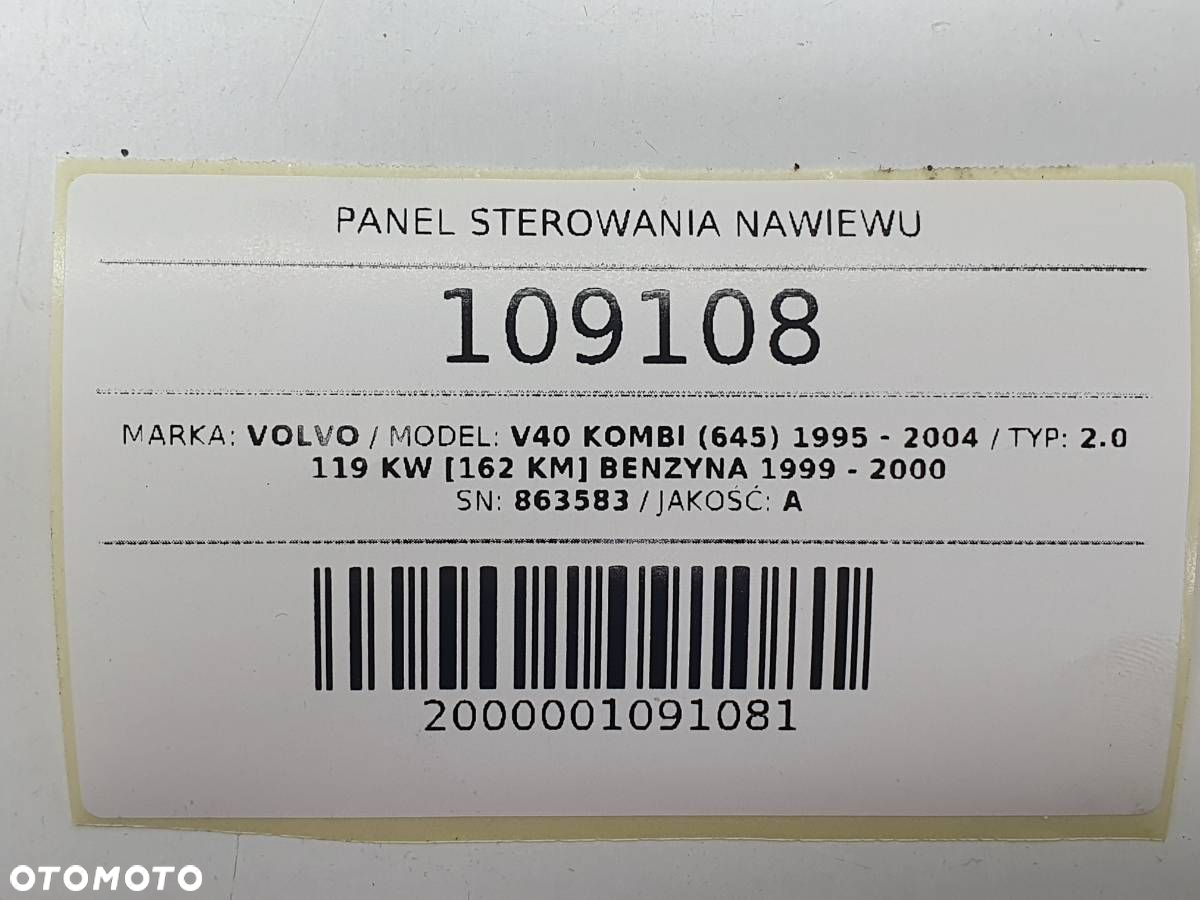 PANEL STEROWANIA NAWIEWU
109108
MARKA: VOLVO / MODEL: V40 KOMBI (645) 1995 - 2004 / TYP: 2.0
119 KW [162 KM] BENZYNA 1999 - 2000
SN: 863583 / JAKOŚĆ: A
2000001091081
OTOMOTO